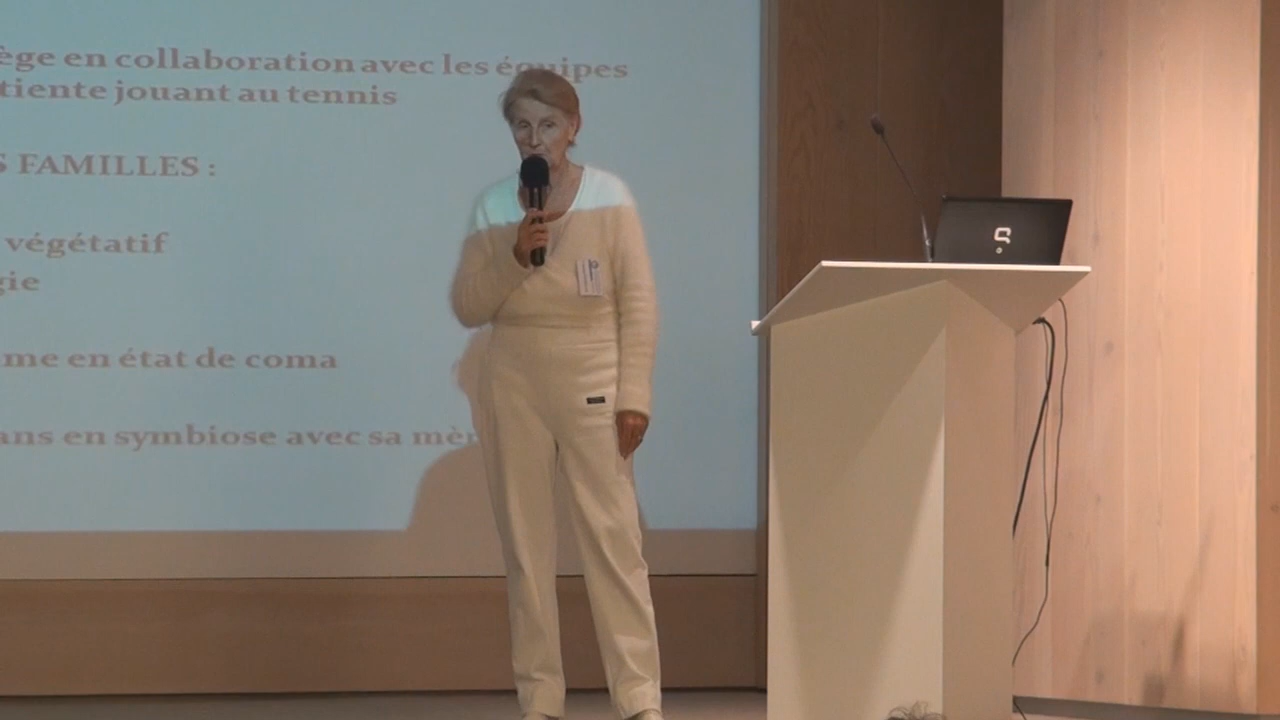 ège en collaboration avec les équipes
tiente jouant au tennis
S FAMILLES :
végétatif
gie
me en état de coma
ans en symbiose avec sa mèr